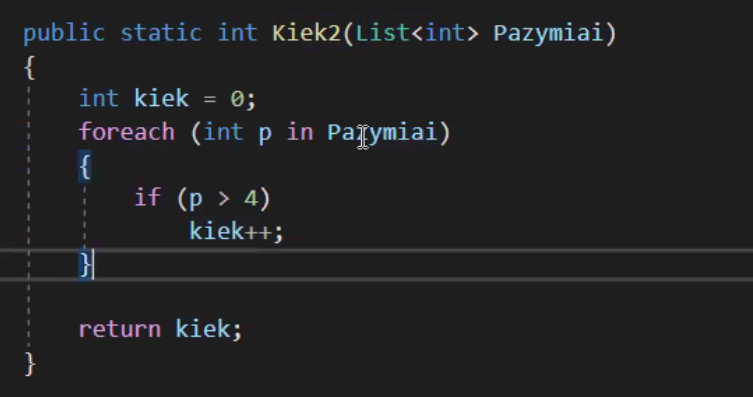 public static int Kiek2(List<int> Pazymiai)
{
    int kiek = 0;
    foreach (int p in Pazymiai)
    {
        if (p > 4)
            kiek++;
    }
    return kiek;
}